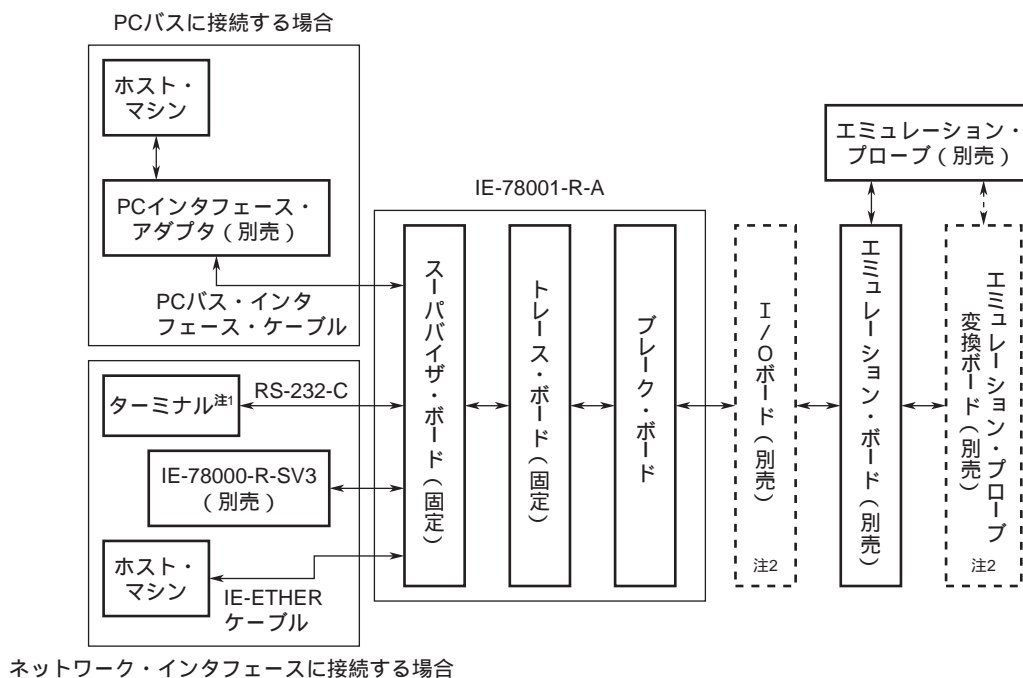 PCバスに接続する場合
ホスト・
マシン
PCインタフェース・
アダプタ（別売）
PCバス・インタ
フェース・ケーブル
ターミナル注1
RS-232-C
IE-78000-R-SV3
（別売）
ホスト・
マシン
IE-ETHER
ケーブル
ネットワーク・インタフェースに接続する場合
IE-78001-R-A
スーパバイザ・ボード（固定）
トレース・ボード（固定）
ブレーク・ボード
I/Oボード（別売）
注2
エミュレーション・
プローブ（別売）
エミュレーション・ボード（別売）
エミュレーション・プローブ
変換ボード（別売）
注2